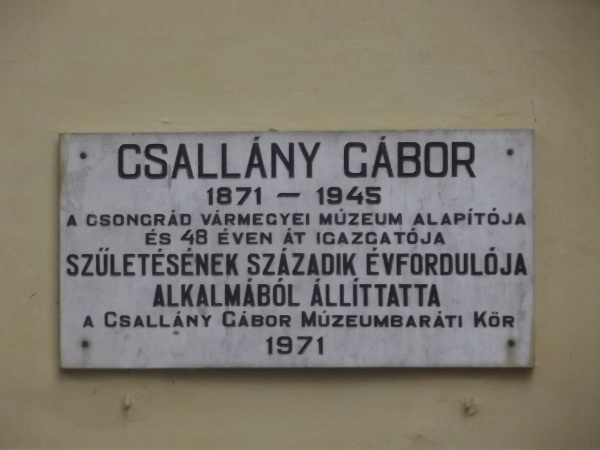 CSALLÁNY GÁBOR
1871 – 1945
A CSONGRÁD VÁRMEGYEI MÚZEUM ALAPÍTÓJA
ÉS 48 ÉVEN ÁT IGAZGATÓJA
SZŰLETÉSÉNEK SZÁZADIK ÉVFORDULÓJA
ALKALMÁBÓL ÁLLÍTTATTA
A CSALLÁNY GÁBOR MÚZEUMBARÁTI KÖR
1971